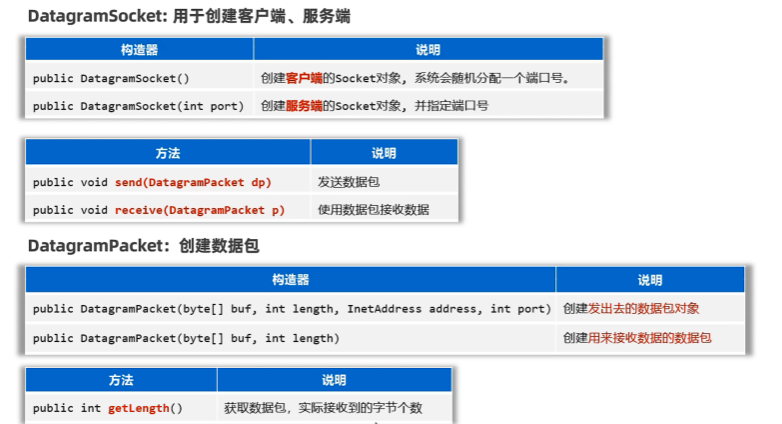 DatagramSocket: 用于创建客户端、服务端
构造器 说明
public DatagramSocket() 创建客户端的Socket对象, 系统会随机分配一个端口号。
public DatagramSocket(int port) 创建服务端的Socket对象, 并指定端口号
方法 说明
public void send(DatagramPacket dp) 发送数据包
public void receive(DatagramPacket p) 使用数据包接收数据
DatagramPacket: 创建数据包
构造器 说明
public DatagramPacket(byte[] buf, int length, InetAddress address, int port) 创建发出去的数据包对象
public DatagramPacket(byte[] buf, int length) 创建用来接收数据的数据包
方法 说明
public int getLength() 获取数据包, 实际接收到的字节个数